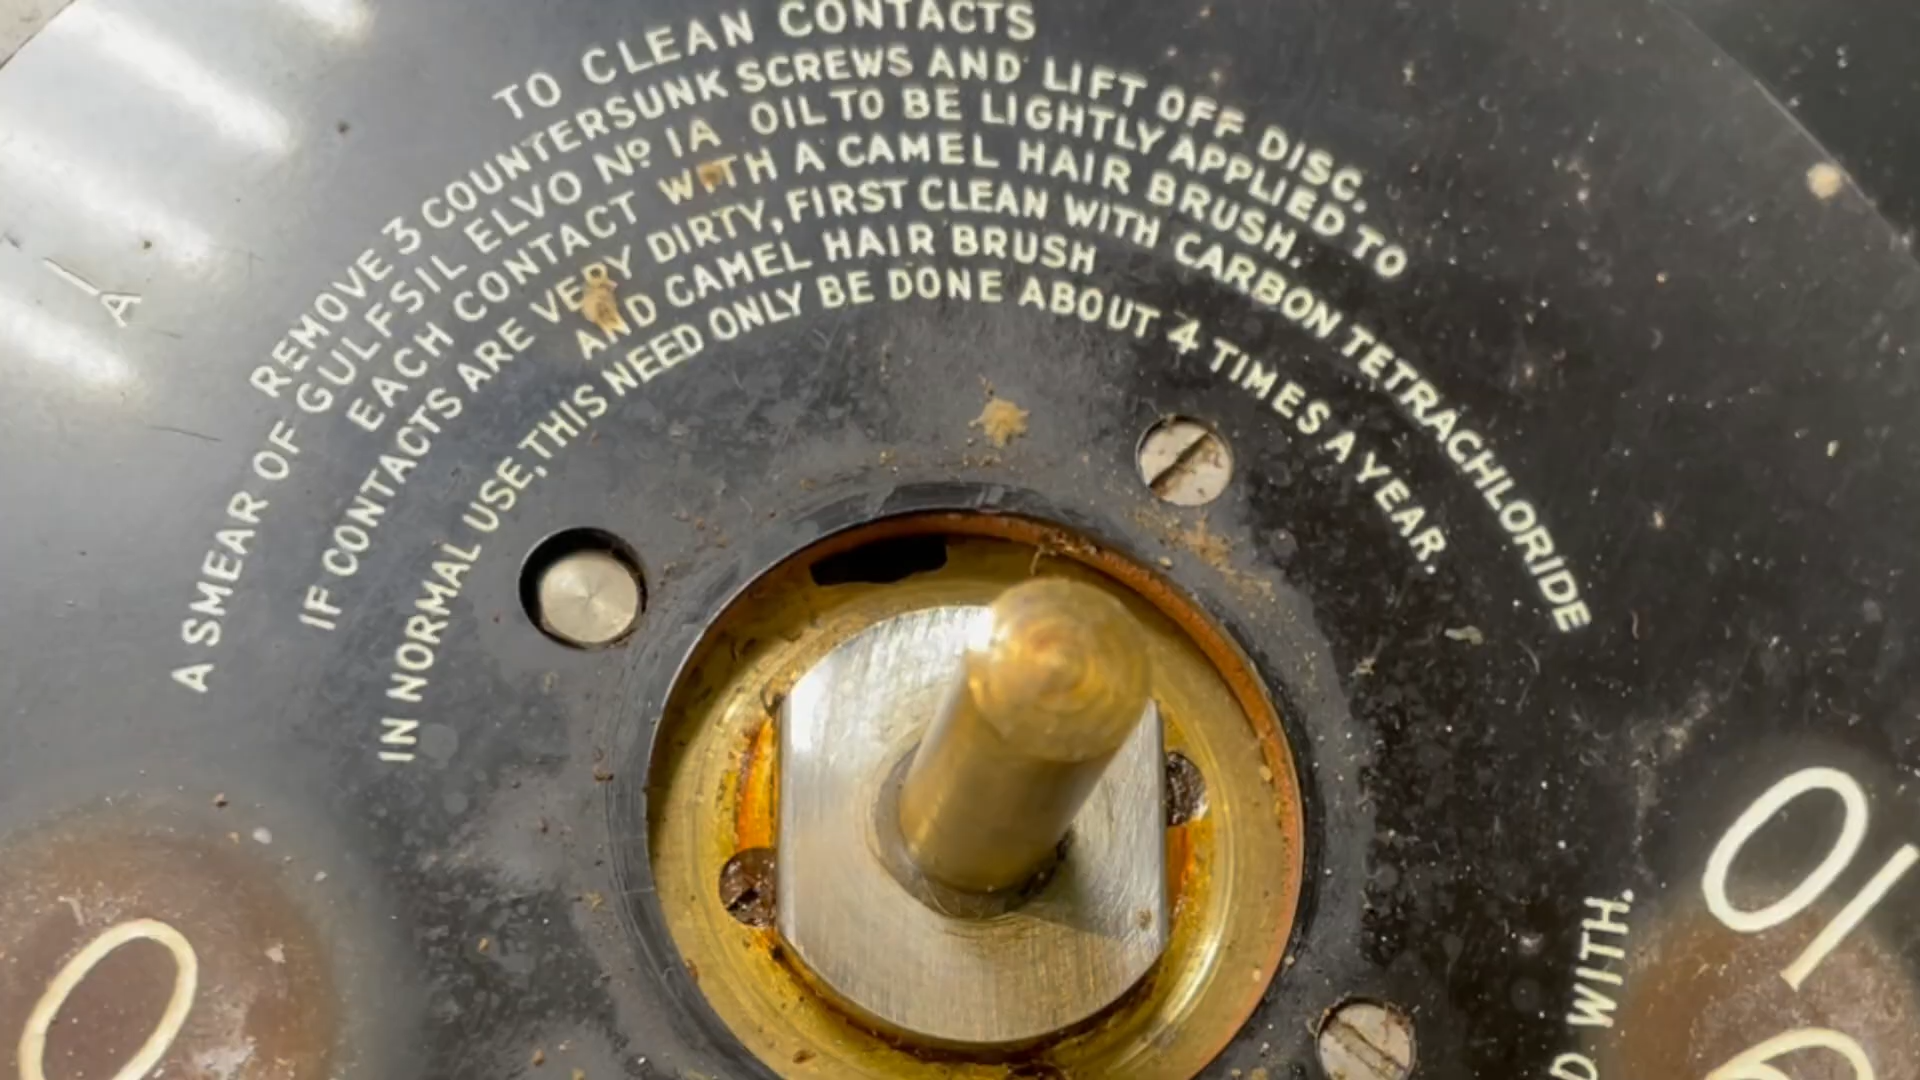 TO CLEAN CONTACTS
REMOVE 3 COUNTERSUNK SCREWS AND LIFT OFF DISC.
A SMEAR OF GULFSIL ELVO Nº 1A OIL TO BE LIGHTLY APPLIED TO
EACH CONTACT WITH A CAMEL HAIR BRUSH.
IF CONTACTS ARE VERY DIRTY, FIRST CLEAN WITH CARBON TETRACHLORIDE
AND CAMEL HAIR BRUSH
IN NORMAL USE, THIS NEED ONLY BE DONE ABOUT 4 TIMES A YEAR.
WITH.
0
10
A